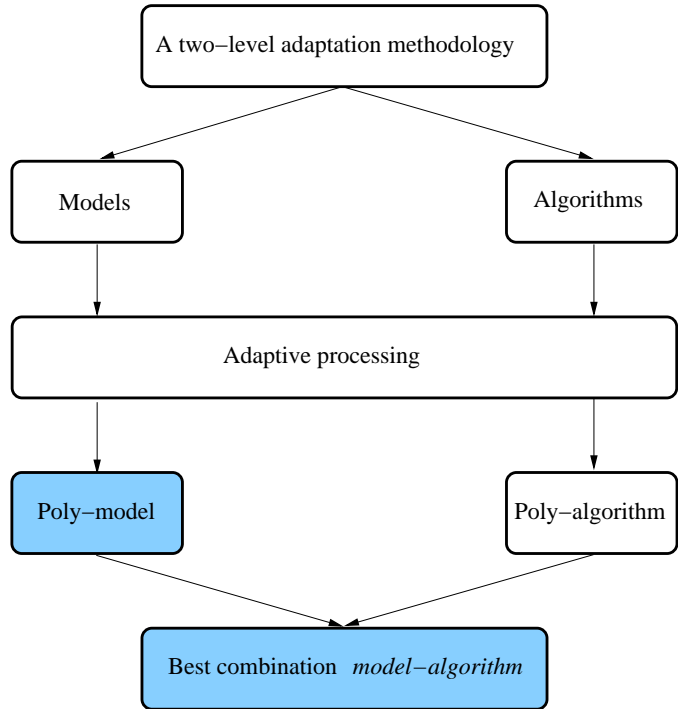 A two−level adaptation methodology
Models
Algorithms
Adaptive processing
Poly−model
Poly−algorithm
Best combination model−algorithm